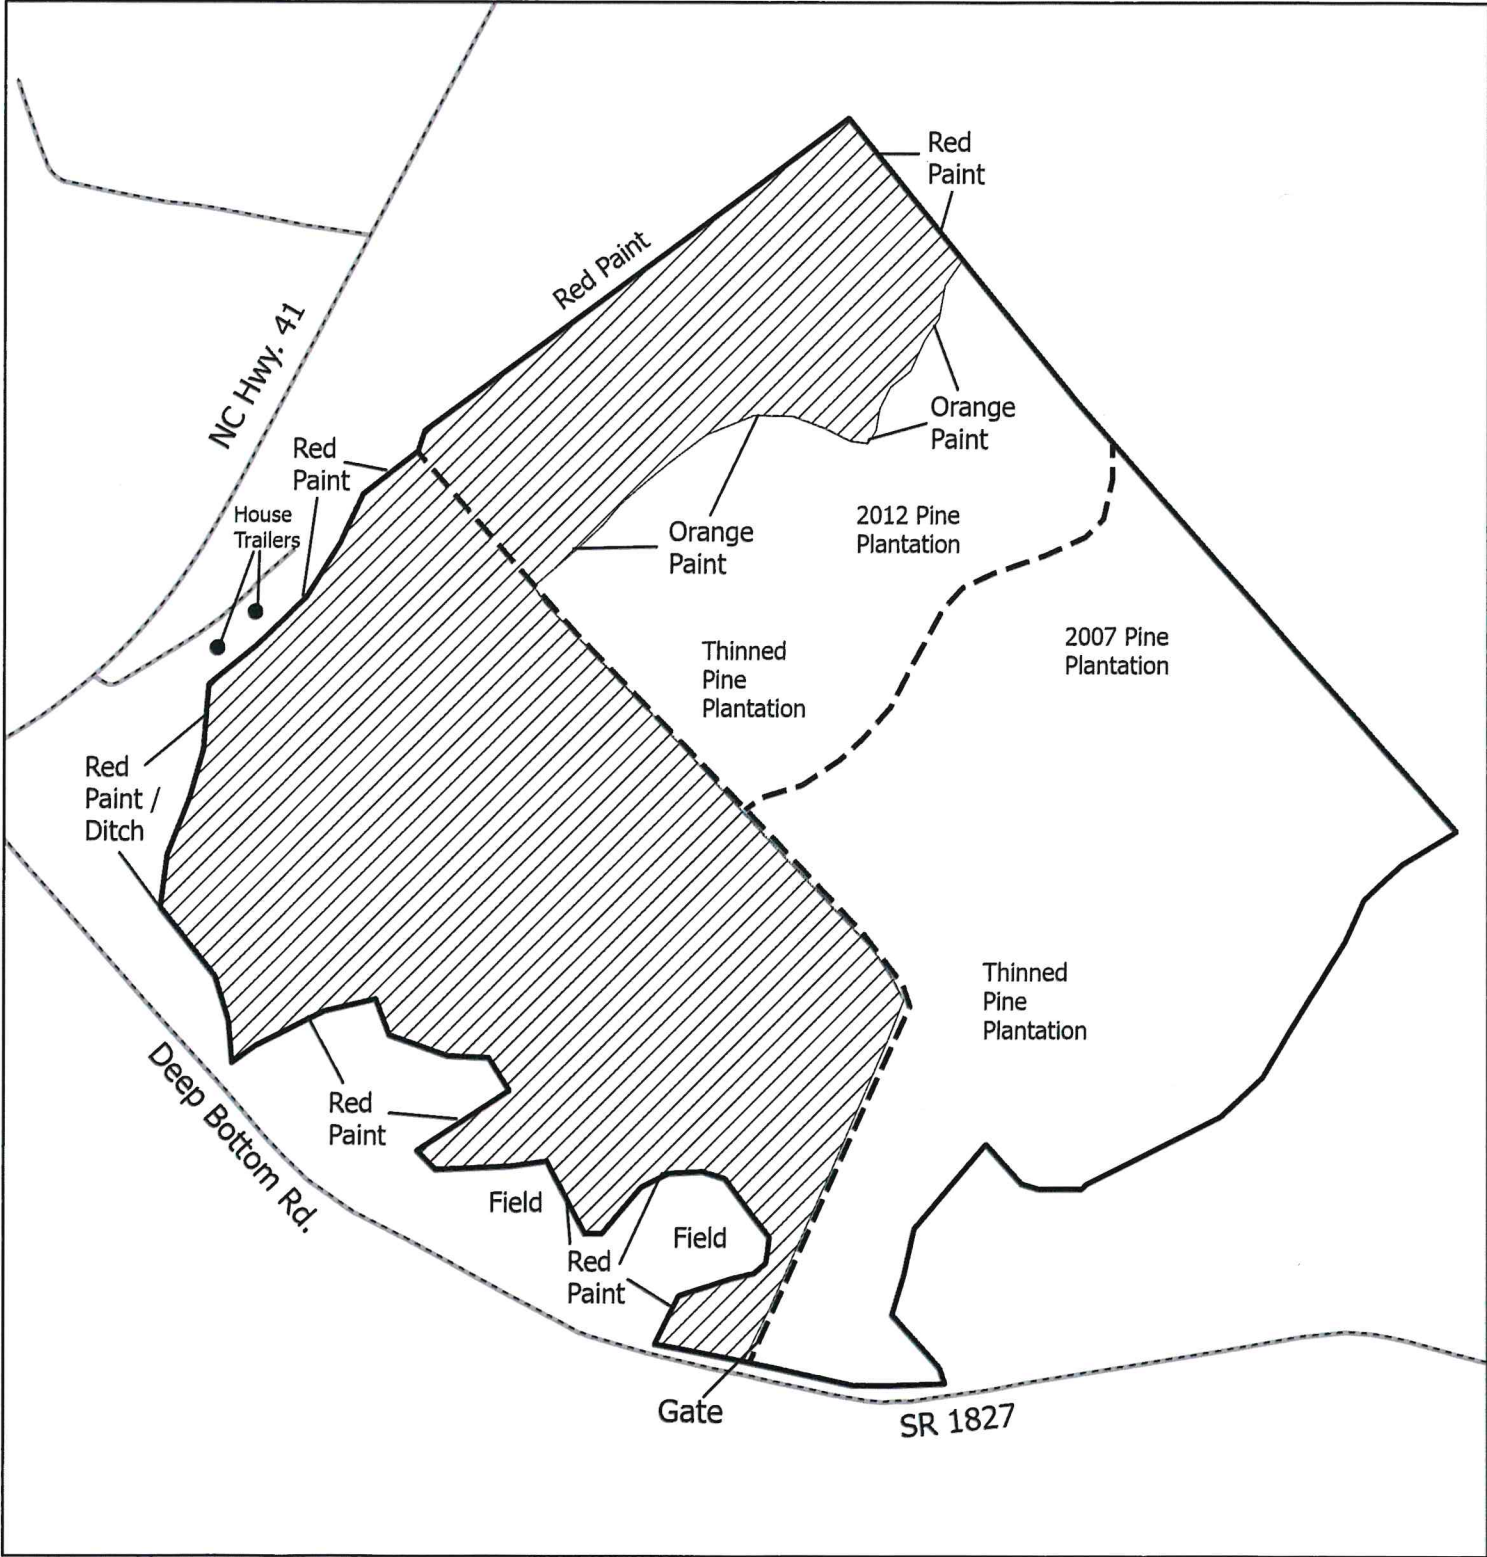 Red
Paint
Red Paint
NC Hwy. 41
Orange
Paint
Red
Paint
House
Trailers
2012 Pine
Plantation
Orange
Paint
2007 Pine
Plantation
Thinned
Pine
Plantation
Red
Paint /
Ditch
Thinned
Pine
Plantation
Deep Bottom Rd.
Red
Paint
Field
Field
Red
Paint
Gate
SR 1827